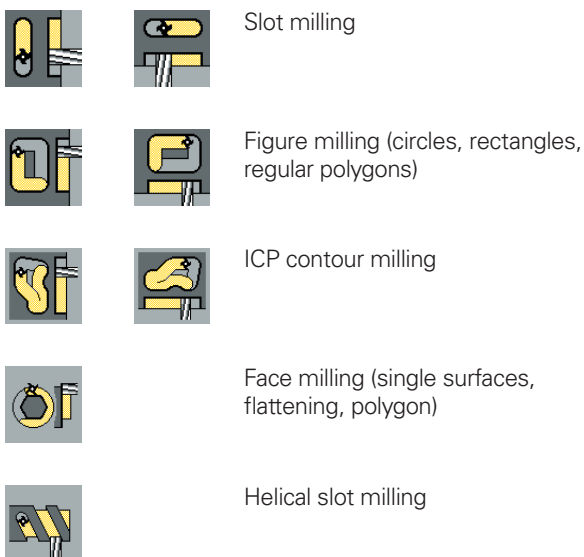 Slot milling
Figure milling (circles, rectangles,
regular polygons)
ICP contour milling
Face milling (single surfaces,
flattening, polygon)
Helical slot milling